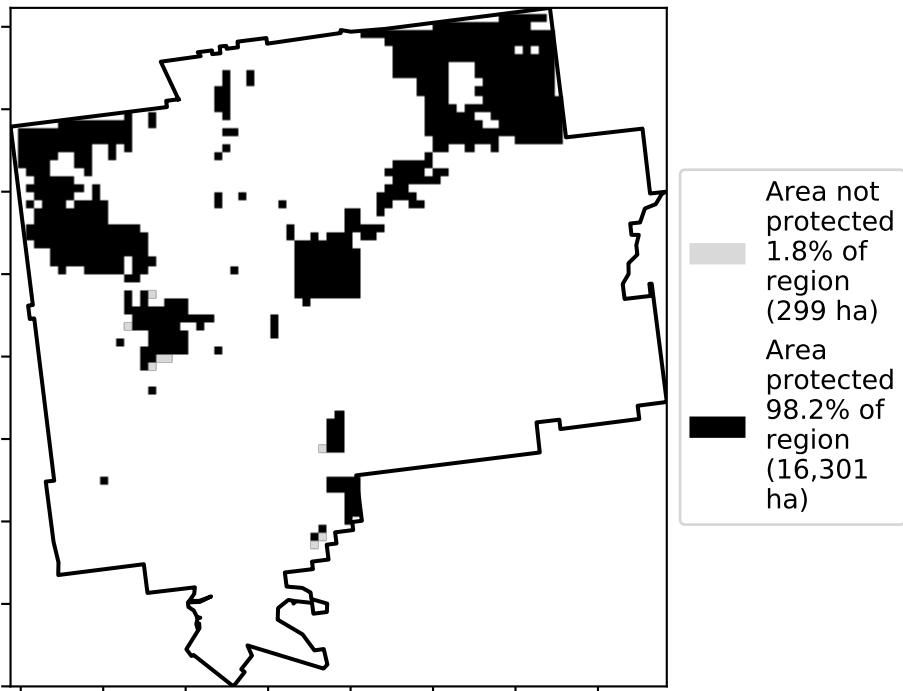 Area not
protected
1.8% of
region
(299 ha)
Area
protected
98.2% of
region
(16,301
ha)